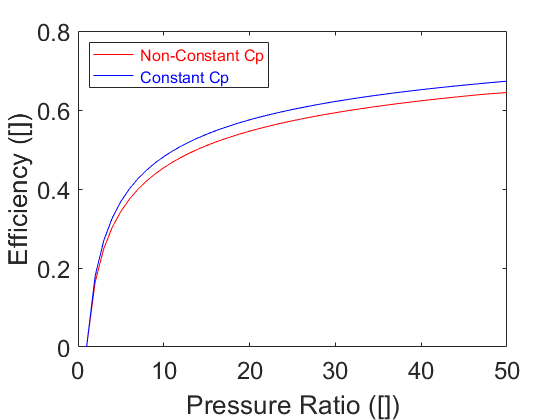 0.8
Non-Constant Cp
Constant Cp
0.6
0.4
0.2
0
Efficiency ([])
0 10 20 30 40 50
Pressure Ratio ([])